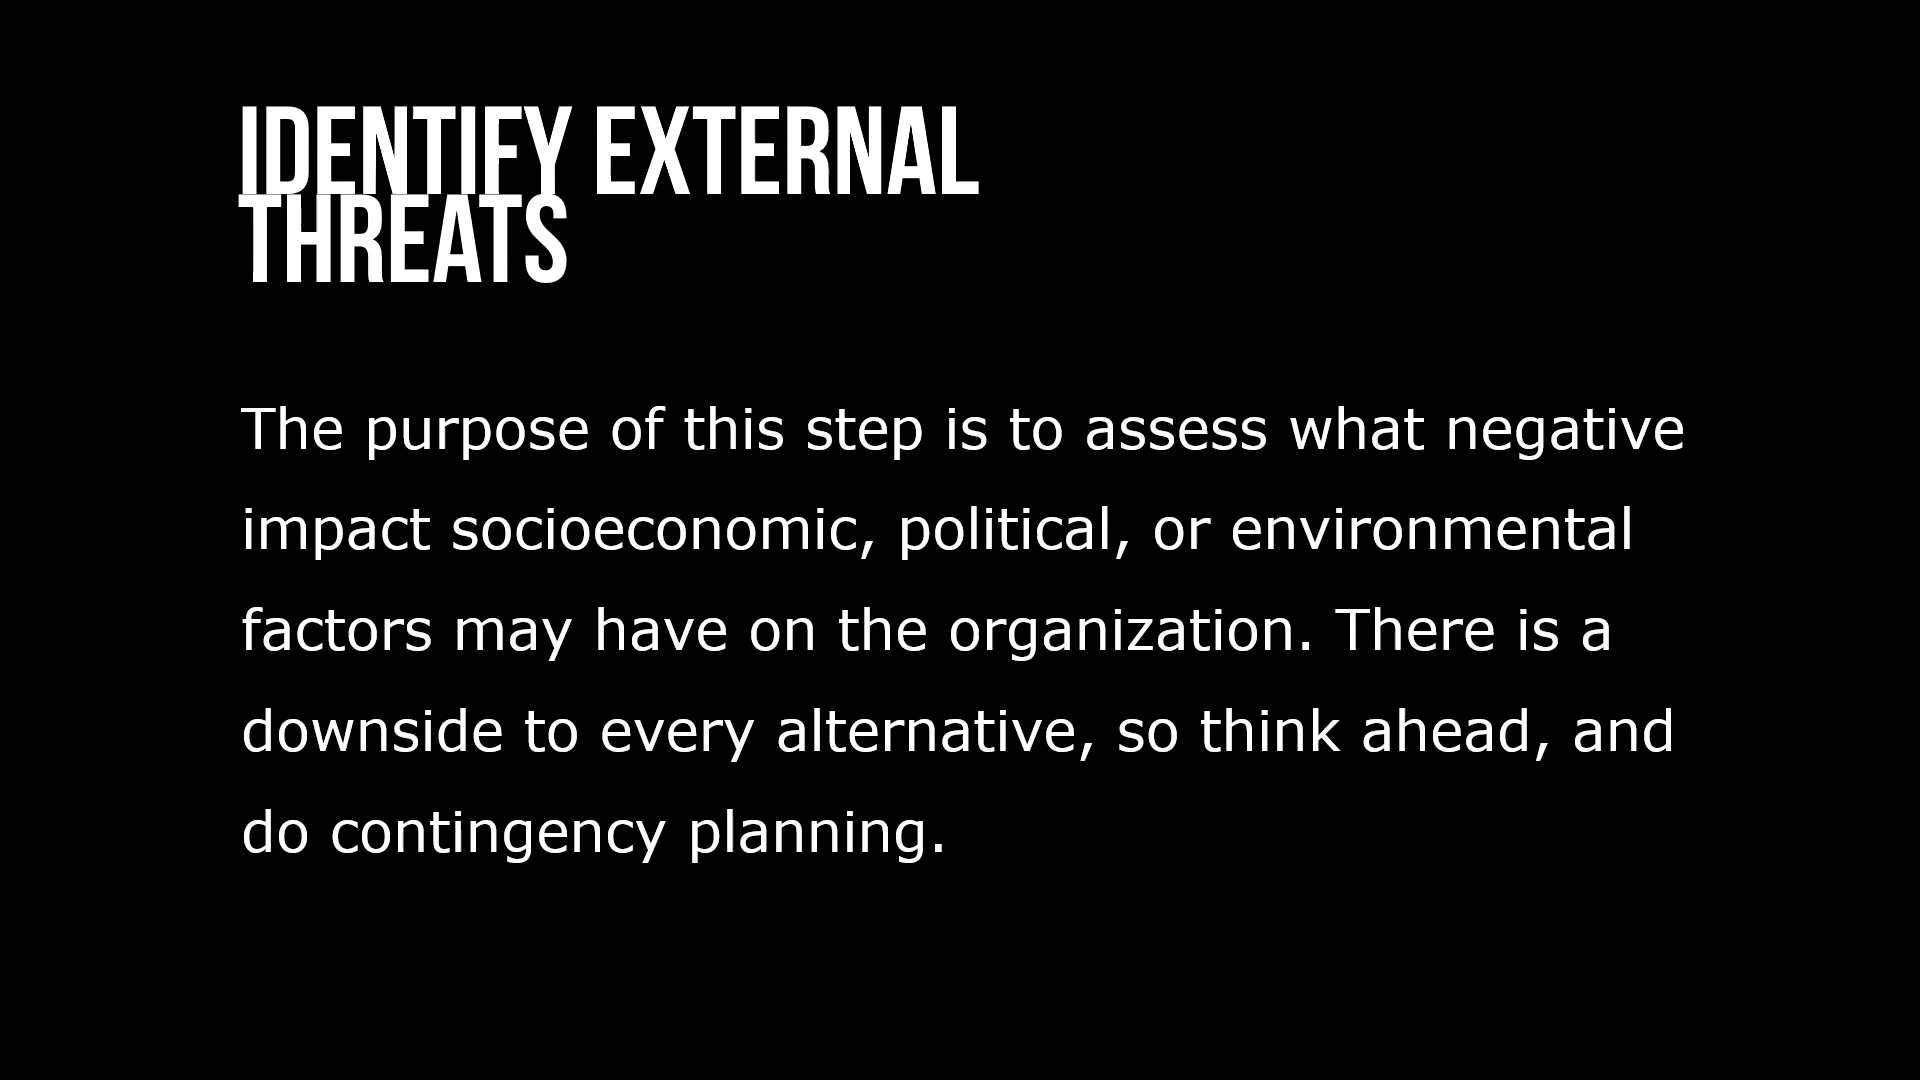 IDENTIFY EXTERNAL
THREATS
The purpose of this step is to assess what negative
impact socioeconomic, political, or environmental
factors may have on the organization. There is a
downside to every alternative, so think ahead, and
do contingency planning.